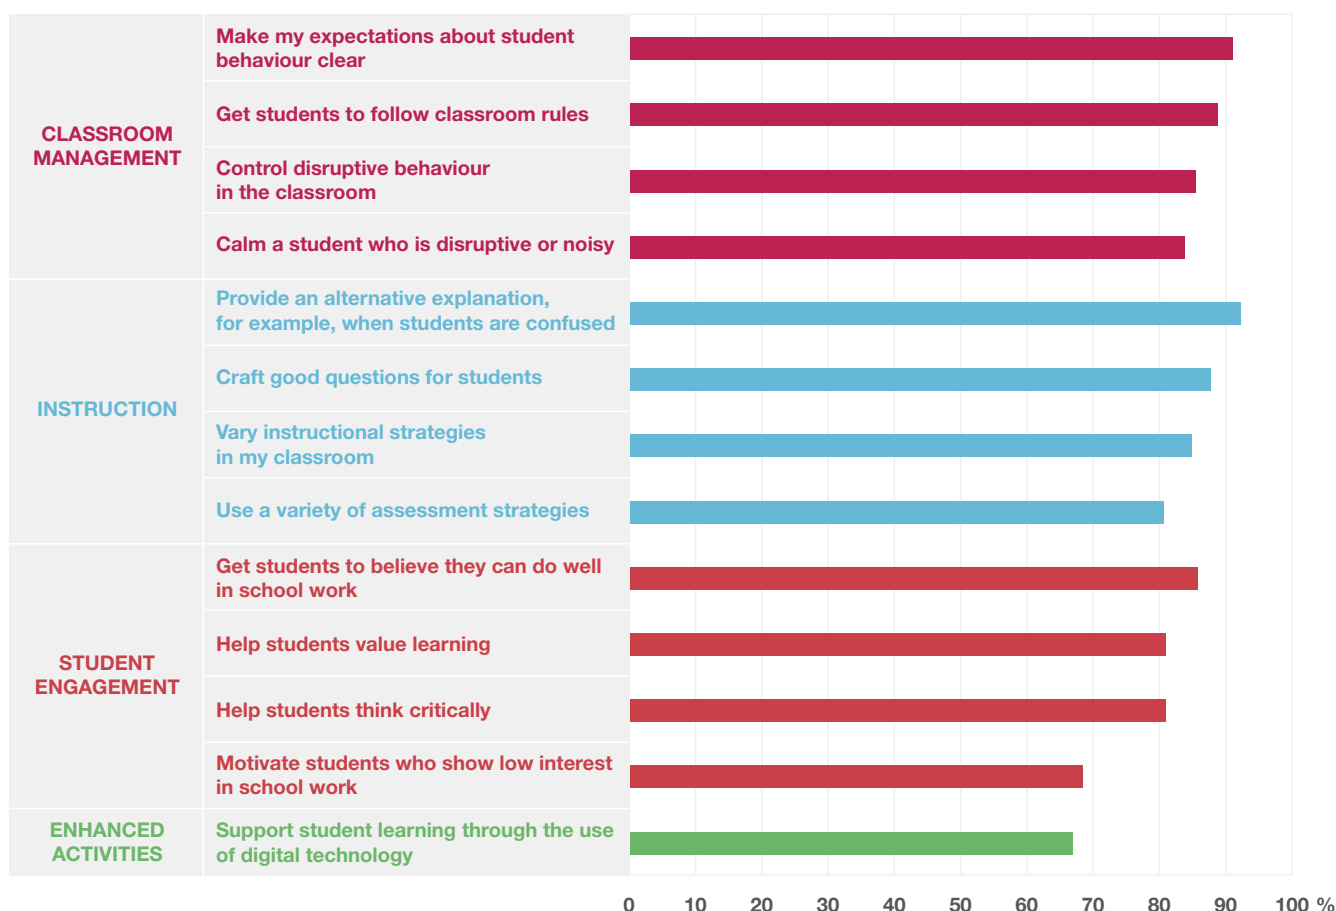 CLASSROOM
MANAGEMENT
Make my expectations about student
behaviour clear
Get students to follow classroom rules
Control disruptive behaviour
in the classroom
Calm a student who is disruptive or noisy
INSTRUCTION
Provide an alternative explanation,
for example, when students are confused
Craft good questions for students
Vary instructional strategies
in my classroom
Use a variety of assessment strategies
STUDENT
ENGAGEMENT
Get students to believe they can do well
in school work
Help students value learning
Help students think critically
Motivate students who show low interest
in school work
ENHANCED
ACTIVITIES
Support student learning through the use
of digital technology
0 10 20 30 40 50 60 70 80 90 100 %